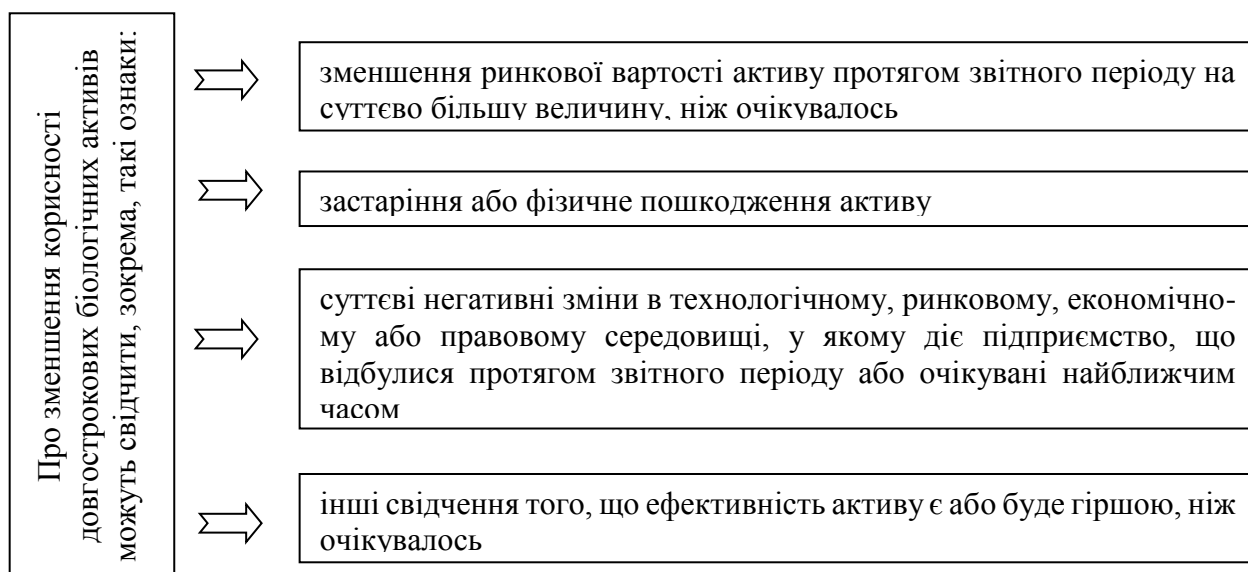 Про зменшення корисності
довгострокових біологічних активів
можуть свідчити, зокрема, такі ознаки:
зменшення ринкової вартості активу протягом звітного періоду на
суттєво більшу величину, ніж очікувалось
застаріння або фізичне пошкодження активу
суттєві негативні зміни в технологічному, ринковому, економічно-
му або правовому середовищі, у якому діє підприємство, що
відбулися протягом звітного періоду або очікувані найближчим
часом
інші свідчення того, що ефективність активу є або буде гіршою, ніж
очікувалось